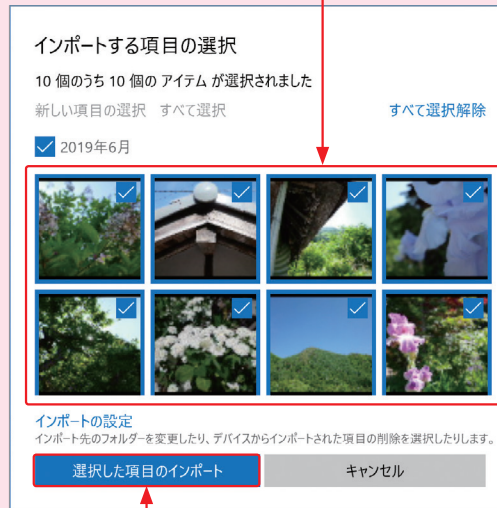 インポートする項目の選択
10 個のうち 10 個の アイテム が選択されました
新しい項目の選択 すべて選択 すべて選択解除
2019年6月
インポートの設定
インポート先のフォルダーを変更したり、デバイスからインポートされた項目の削除を選択したりします。
選択した項目のインポート キャンセル